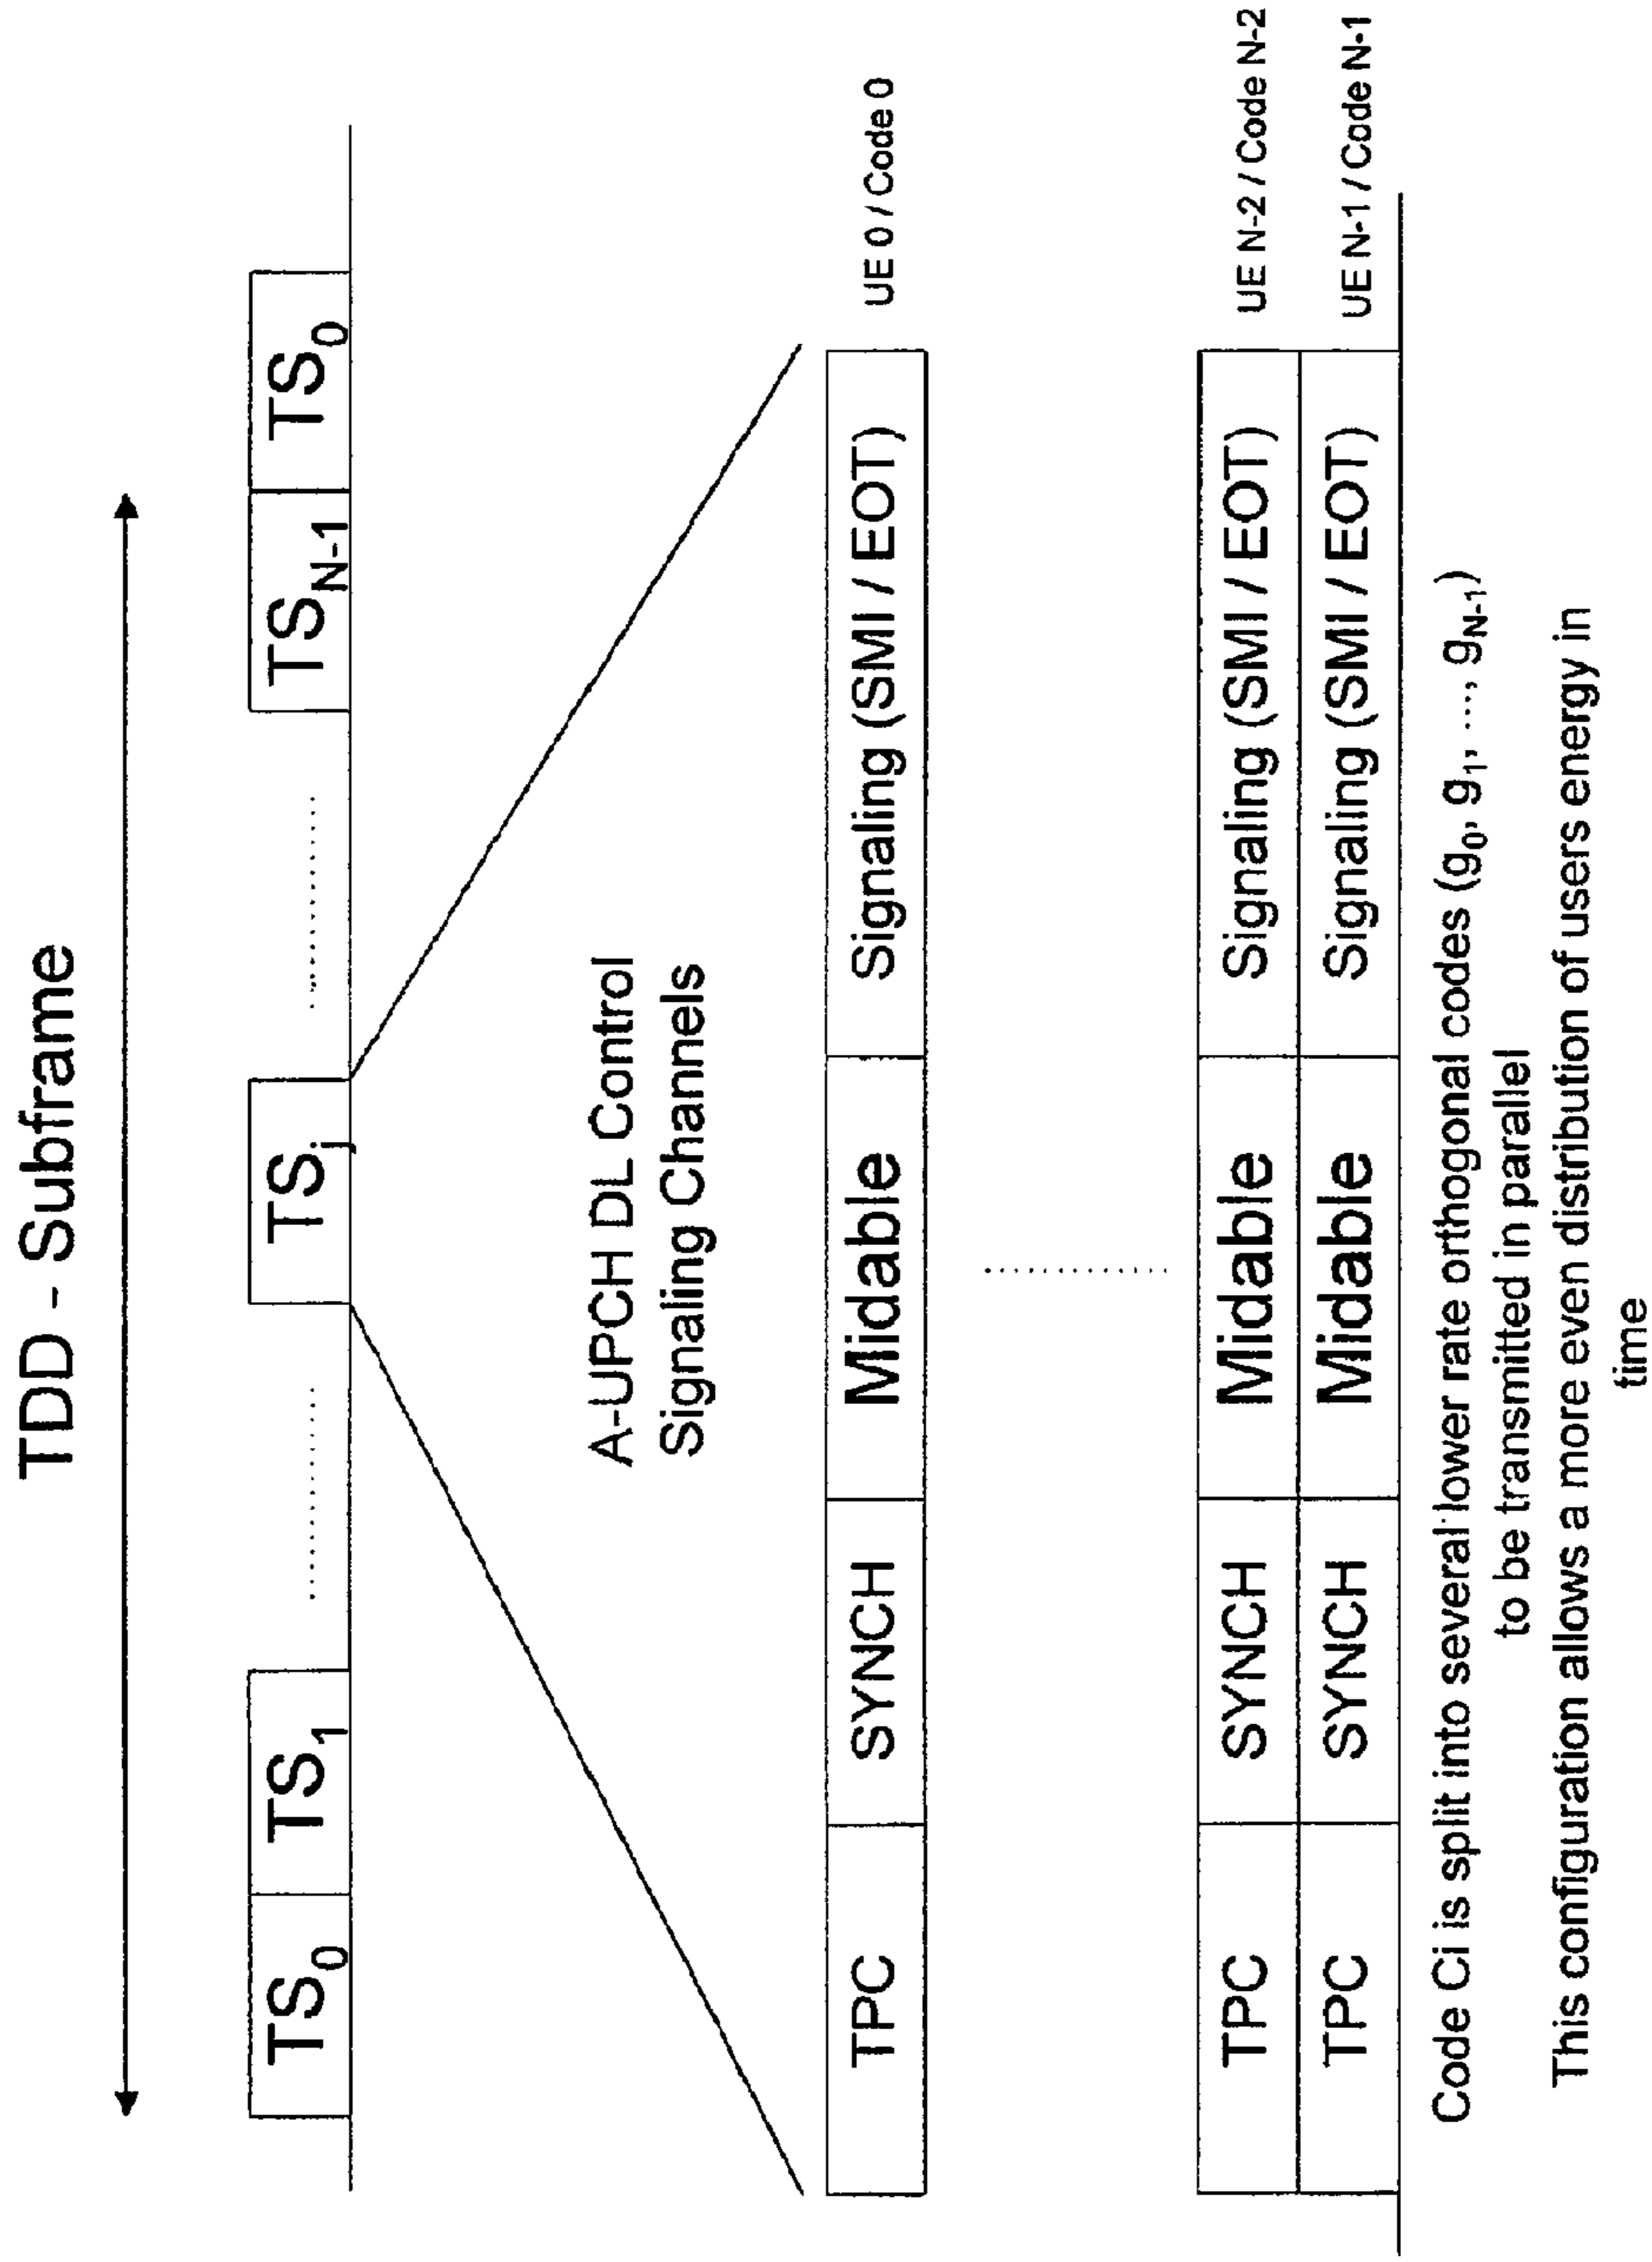 TDD - Subframe
TS0 TS1 ........... TSi ........... TSN-1 TS0
A-UPCH DL Control
Signaling Channels
TPC SYNCH Midable Signaling (SMI / EOT) UE 0 / Code 0
...........
TPC SYNCH Midable Signaling (SMI / EOT) UE N-2 / Code N-2
TPC SYNCH Midable Signaling (SMI / EOT) UE N-1 / Code N-1
Code Ci is split into several lower rate orthogonal codes (g0, g1, ...., gN-1)
to be transmitted in parallel
This configuration allows a more even distribution of users energy in
time